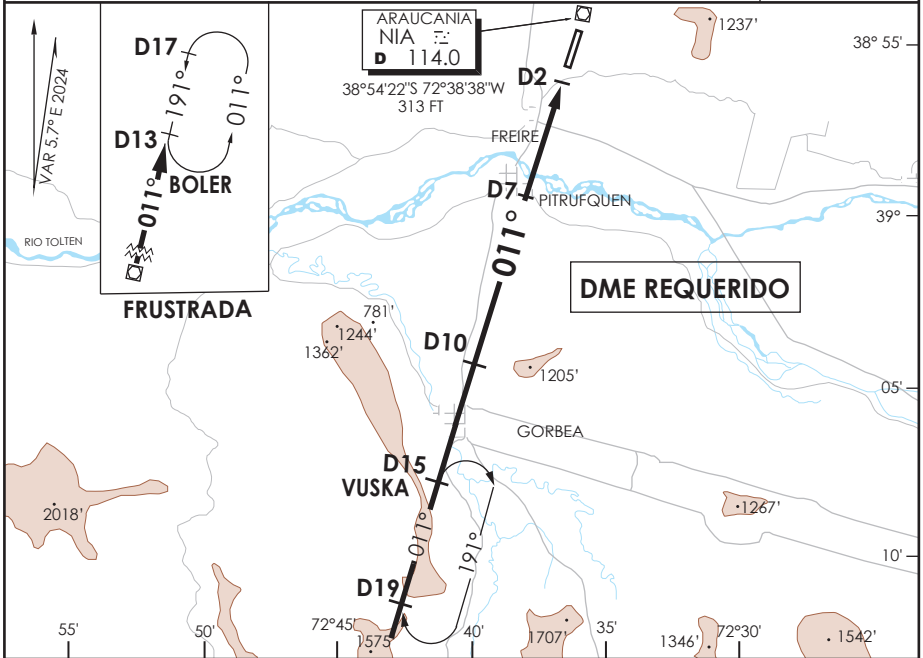 VAR 5.7° E 2024
D17
191°
011°
D13
BOLER
011°
FRUSTRADA
RIO TOLTEN
ARAUCANIA
NIA
D 114.0
38°54'22"S 72°38'38"W
313 FT
1237'
38° 55'
D2
FREIRE
D7
PITRUFQUEN
39°
011°
DME REQUERIDO
781'
1244'
1362'
D10
1205'
05'
GORBEA
D15
VUSKA
2018'
1267'
011°
191°
10'
D19
55'
50'
72°45'
1575'
40'
1707'
35'
1346'
72°30'
1542'